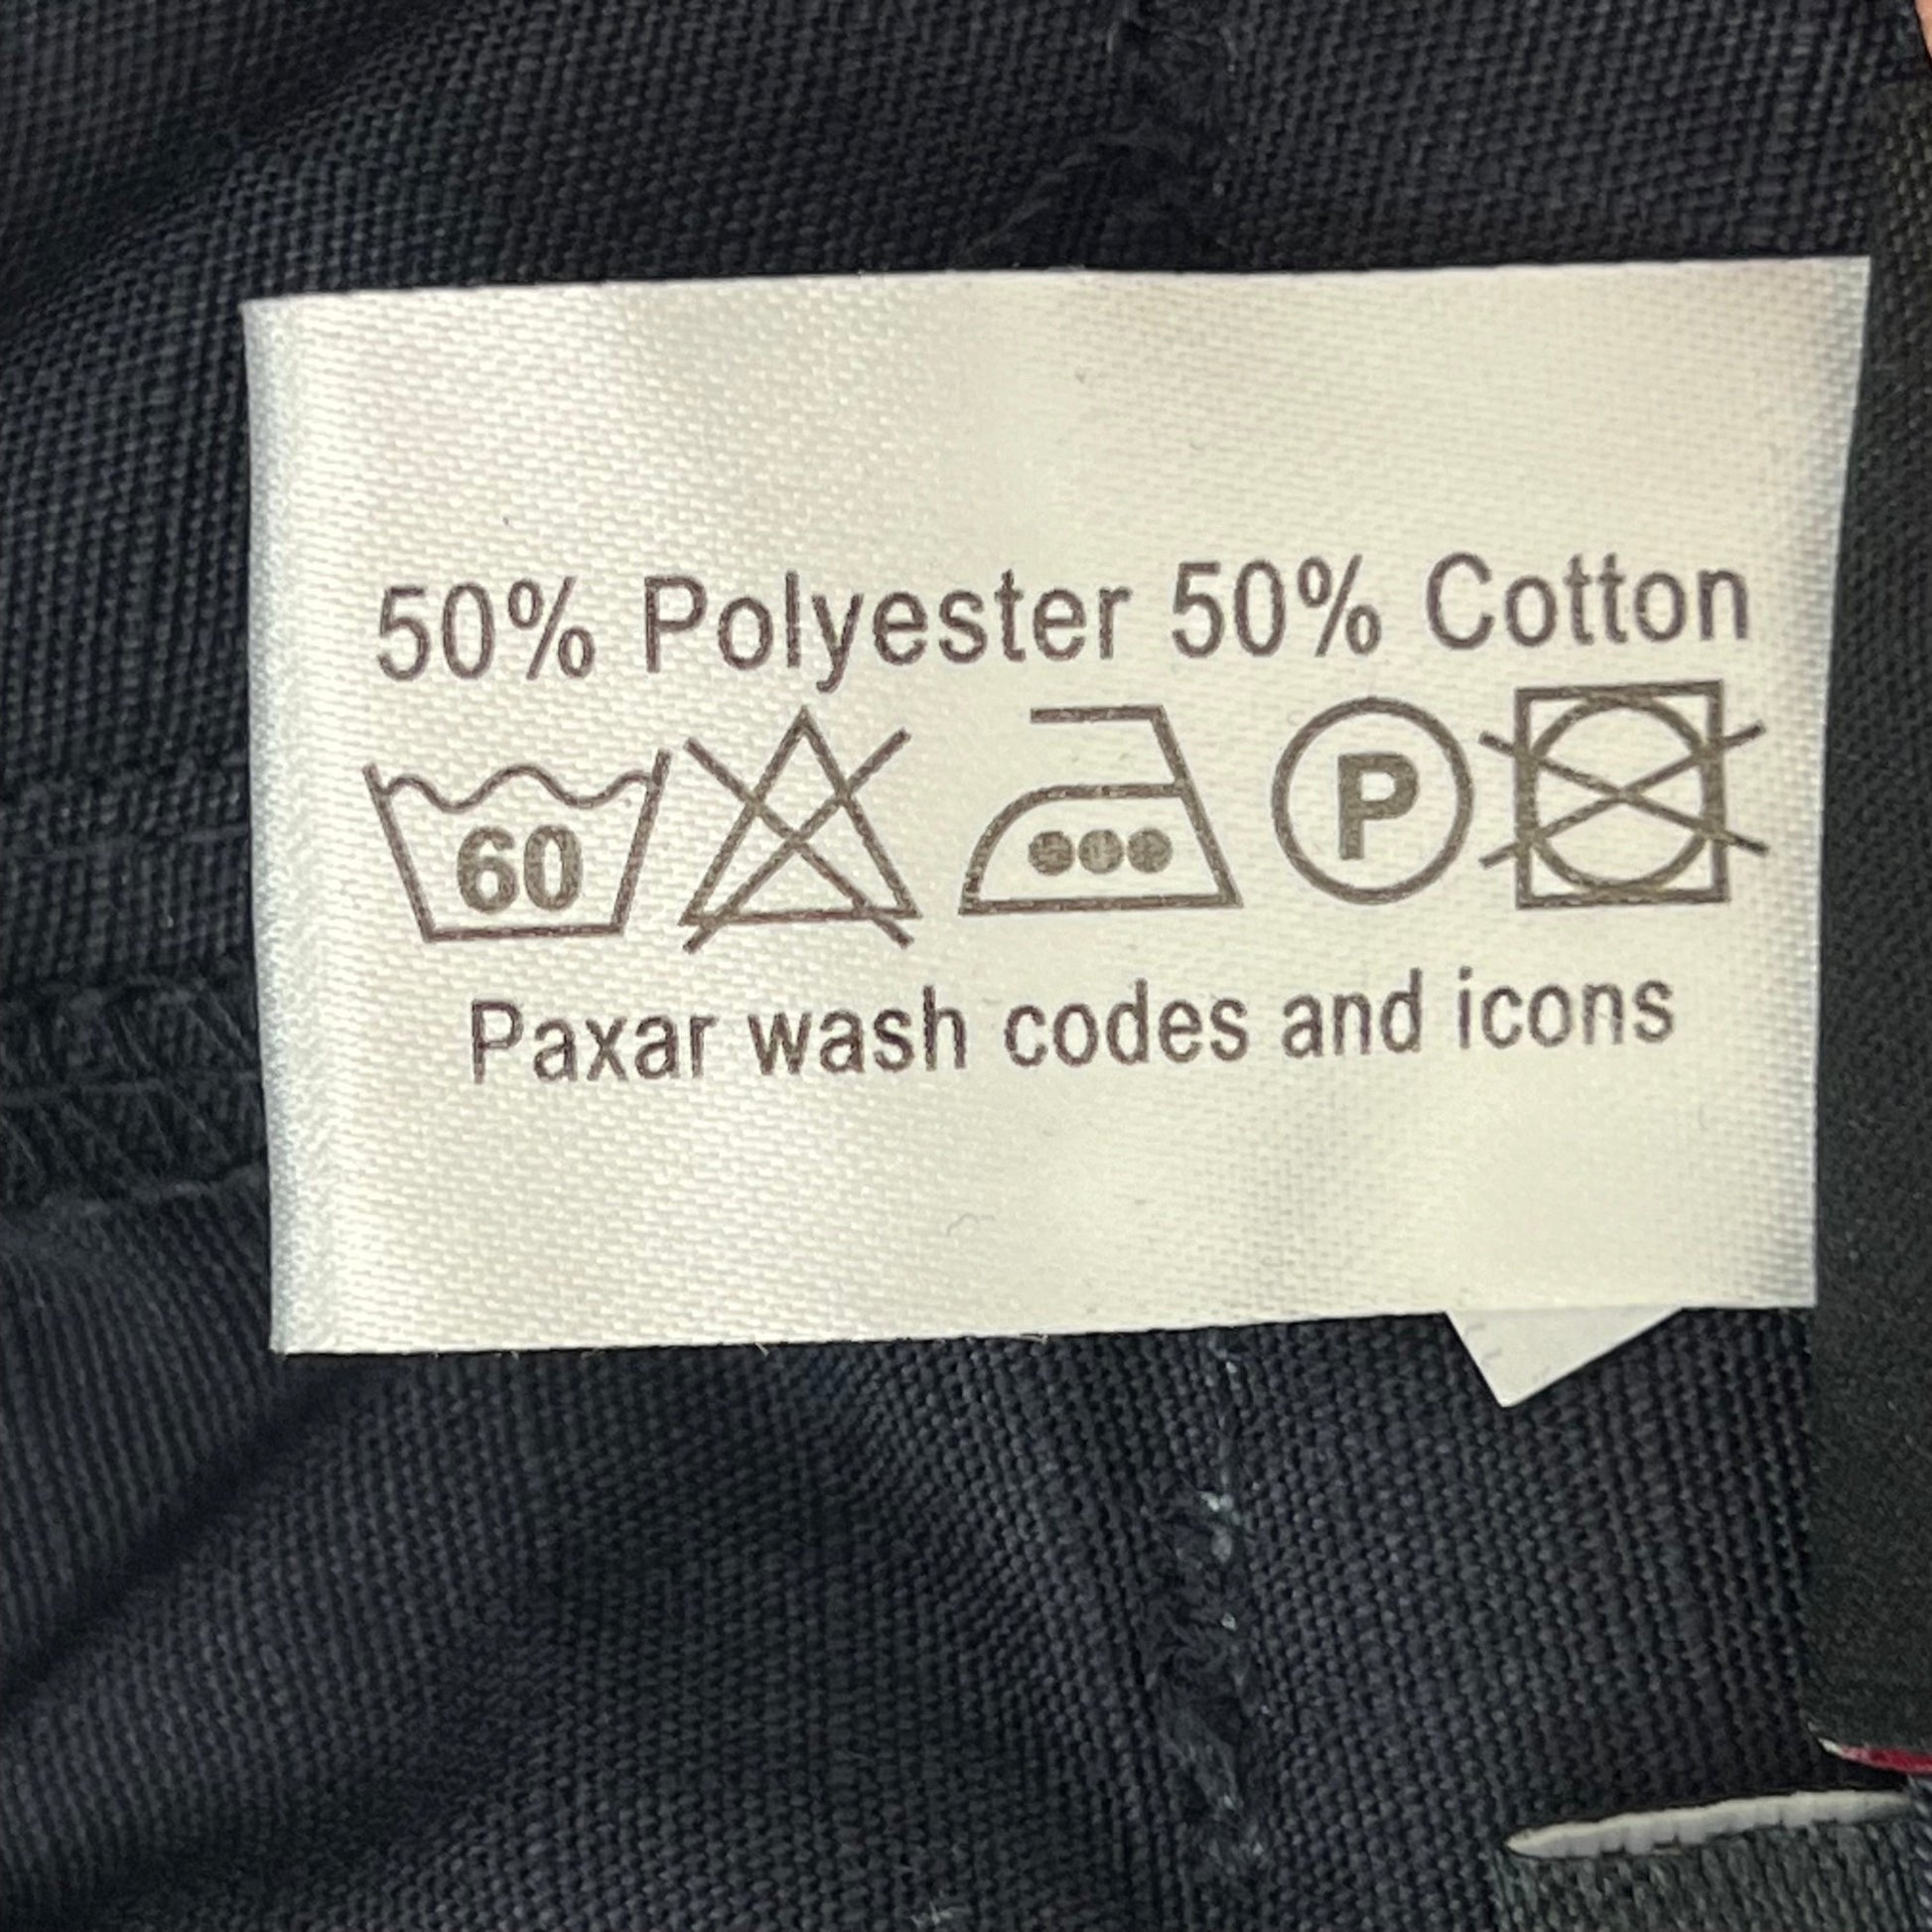 50% Polyester 50% Cotton
60 P
Paxar wash codes and icons